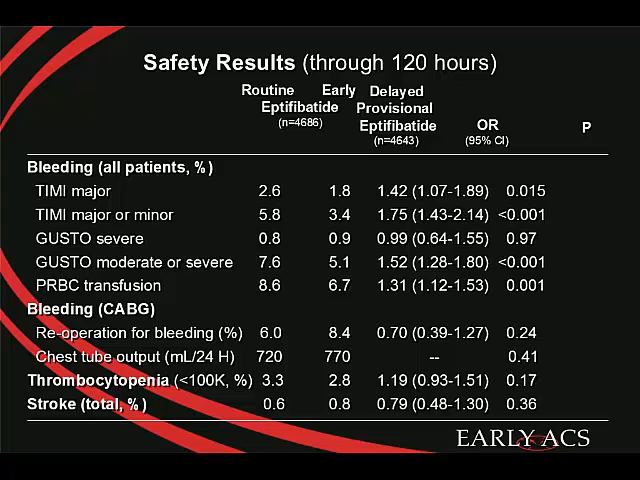 Safety Results (through 120 hours)
Routine Early Delayed
Eptifibatide Provisional
(n=4686) Eptifibatide OR P
(n=4643) (95% CI)
Bleeding (all patients, %)
TIMI major 2.6 1.8 1.42 (1.07-1.89) 0.015
TIMI major or minor 5.8 3.4 1.75 (1.43-2.14) <0.001
GUSTO severe 0.8 0.9 0.99 (0.64-1.55) 0.97
GUSTO moderate or severe 7.6 5.1 1.52 (1.28-1.80) <0.001
PRBC transfusion 8.6 6.7 1.31 (1.12-1.53) 0.001
Bleeding (CABG)
Re-operation for bleeding (%) 6.0 8.4 0.70 (0.39-1.27) 0.24
Chest tube output (mL/24 H) 720 770 -- 0.41
Thrombocytopenia (<100K, %) 3.3 2.8 1.19 (0.93-1.51) 0.17
Stroke (total, %) 0.6 0.8 0.79 (0.48-1.30) 0.36
EARLY ACS